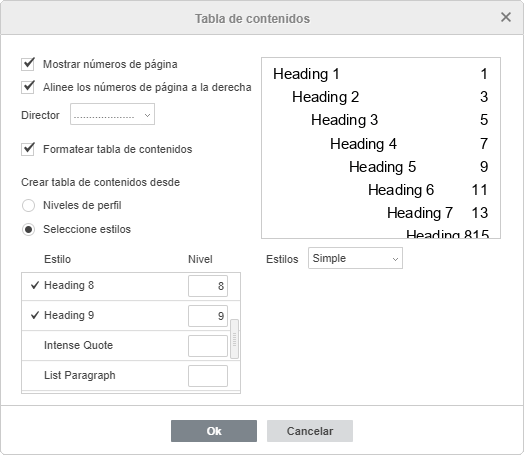 Tabla de contenidos
Mostrar números de página
Alinee los números de página a la derecha
Director ....................
Formatear tabla de contenidos
Crear tabla de contenidos desde
Niveles de perfil
Seleccione estilos
Estilo Nivel
Heading 8 8
Heading 9 9
Intense Quote
List Paragraph
Heading 1 1
Heading 2 3
Heading 3 5
Heading 4 7
Heading 5 9
Heading 6 11
Heading 7 13
Heading 815
Estilos Simple
Ok Cancelar